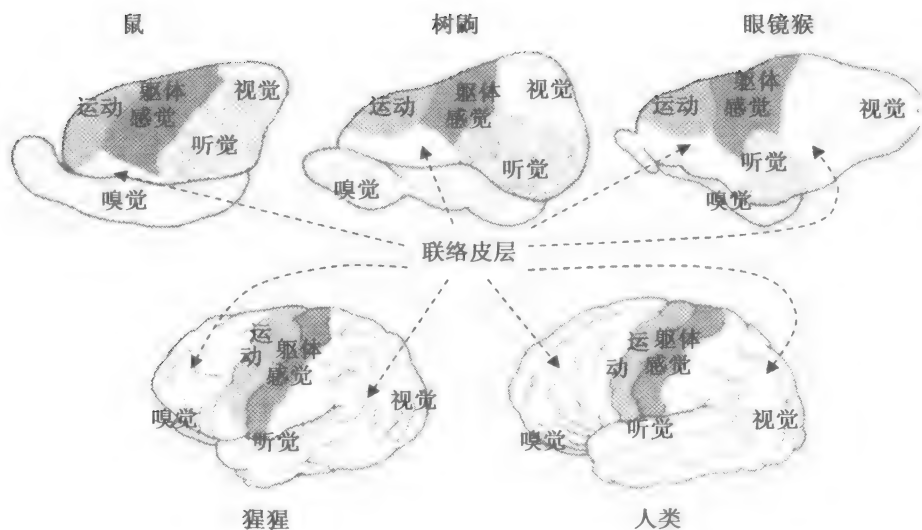 鼠 树鼩 眼镜猴
运动 躯体感觉 视觉 听觉 嗅觉
运动 躯体感觉 视觉 听觉 嗅觉
运动 躯体感觉 视觉 听觉 嗅觉
联络皮层
运动 躯体感觉 视觉 听觉 嗅觉
运动 躯体感觉 视觉 听觉 嗅觉
猩猩 人类